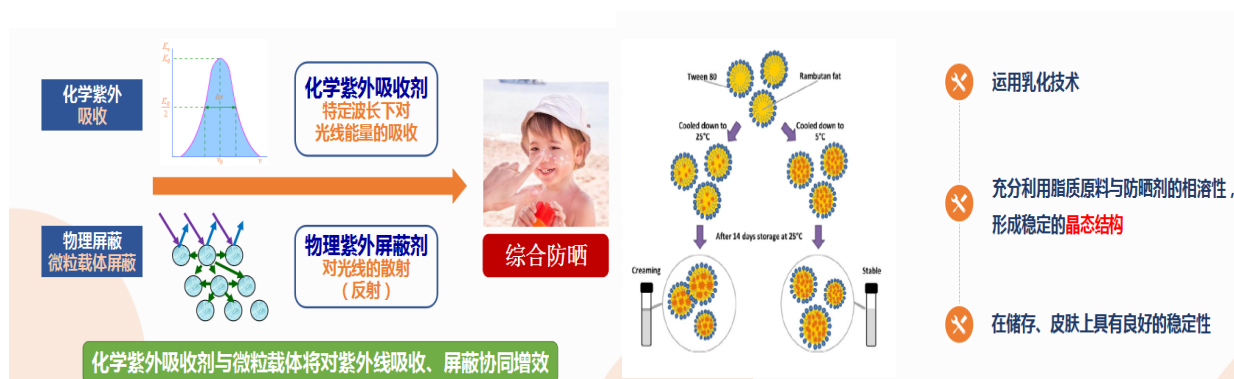 化学紫外
吸收
E_v
E_0
E_0/2
Δν
ν_0
ν
化学紫外吸收剂
特定波长下对
光线能量的吸收
物理屏蔽
微粒载体屏蔽
物理紫外屏蔽剂
对光线的散射
（反射）
综合防晒
化学紫外吸收剂与微粒载体将对紫外线吸收、屏蔽协同增效
Tween 80
Rambutan fat
Cooled down to
25°C
Cooled down to
5°C
After 14 days storage at 25°C
Creaming
Stable
运用乳化技术
充分利用脂质原料与防晒剂的相溶性，
形成稳定的晶态结构
在储存、皮肤上具有良好的稳定性